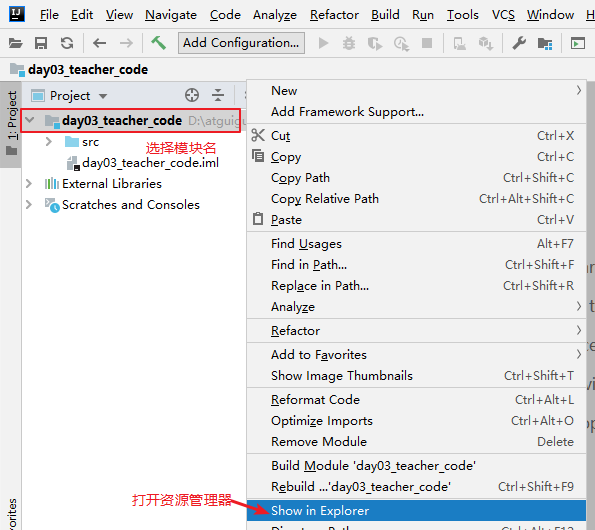 IJ File Edit View Navigate Code Analyze Refactor Build Run Tools VCS Window H
Add Configuration...
day03_teacher_code
1: Project
Project
day03_teacher_code D:\atguigu
选择模块名
src
day03_teacher_code.iml
External Libraries
Scratches and Consoles
New
Add Framework Support...
Cut Ctrl+X
Copy Ctrl+C
Copy Path Ctrl+Shift+C
Copy Relative Path Ctrl+Alt+Shift+C
Paste Ctrl+V
Find Usages Alt+F7
Find in Path... Ctrl+Shift+F
Replace in Path... Ctrl+Shift+R
Analyze
Refactor
Add to Favorites
Show Image Thumbnails Ctrl+Shift+T
Reformat Code Ctrl+Alt+L
Optimize Imports Ctrl+Alt+O
Remove Module Delete
Build Module 'day03_teacher_code'
Rebuild ...'day03_teacher_code' Ctrl+Shift+F9
打开资源管理器
Show in Explorer